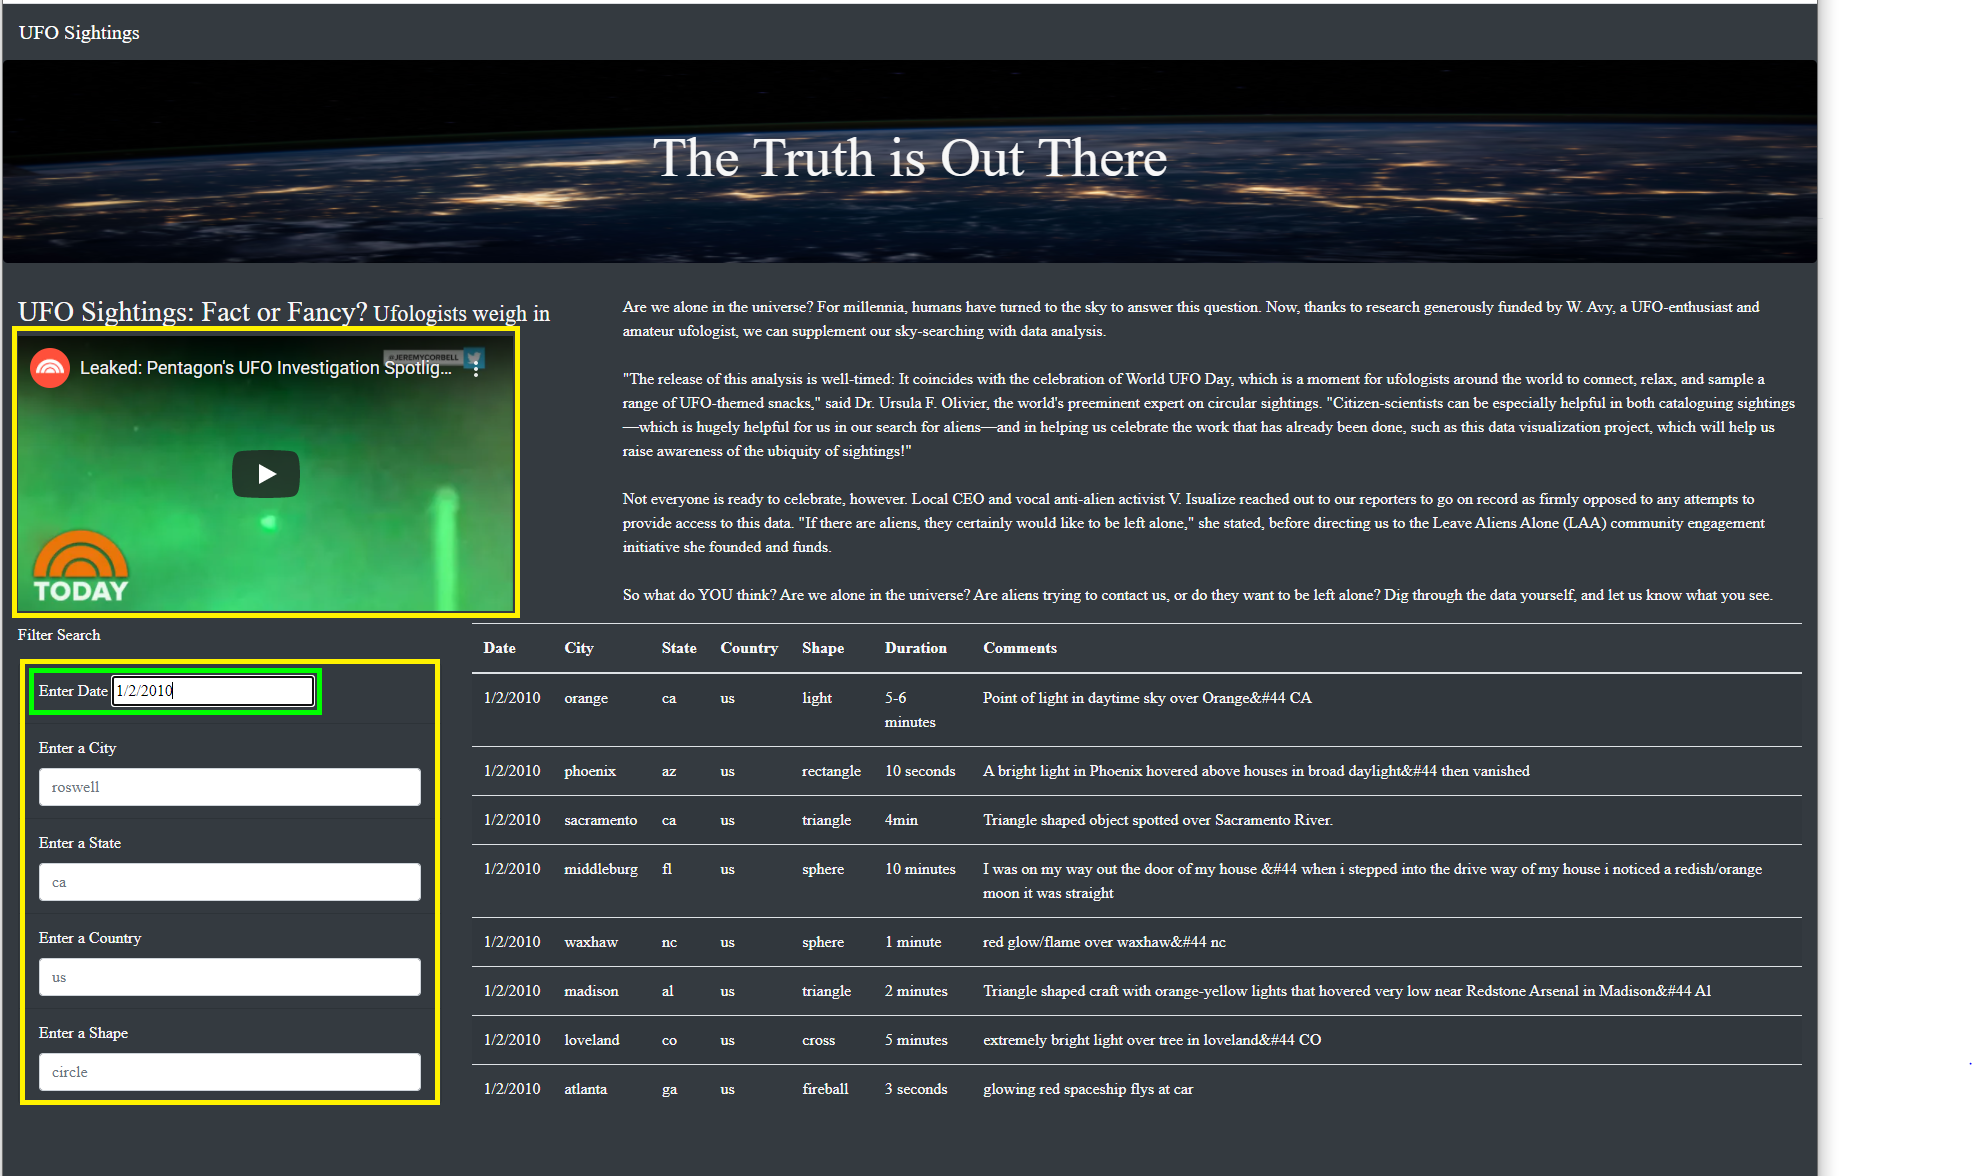 UFO Sightings
The Truth is Out There
UFO Sightings: Fact or Fancy? Ufologists weigh in
@JEREMYCORBELL
Leaked: Pentagon's UFO Investigation Spotlig...
TODAY
Are we alone in the universe? For millennia, humans have turned to the sky to answer this question. Now, thanks to research generously funded by W. Avy, a UFO-enthusiast and
amateur ufologist, we can supplement our sky-searching with data analysis.
"The release of this analysis is well-timed: It coincides with the celebration of World UFO Day, which is a moment for ufologists around the world to connect, relax, and sample a
range of UFO-themed snacks," said Dr. Ursula F. Olivier, the world's preeminent expert on circular sightings. "Citizen-scientists can be especially helpful in both cataloguing sightings
—which is hugely helpful for us in our search for aliens—and in helping us celebrate the work that has already been done, such as this data visualization project, which will help us
raise awareness of the ubiquity of sightings!"
Not everyone is ready to celebrate, however. Local CEO and vocal anti-alien activist V. Isualize reached out to our reporters to go on record as firmly opposed to any attempts to
provide access to this data. "If there are aliens, they certainly would like to be left alone," she stated, before directing us to the Leave Aliens Alone (LAA) community engagement
initiative she founded and funds.
So what do YOU think? Are we alone in the universe? Are aliens trying to contact us, or do they want to be left alone? Dig through the data yourself, and let us know what you see.
Filter Search
Enter Date 1/2/2010
Enter a City
roswell
Enter a State
ca
Enter a Country
us
Enter a Shape
circle
Date City State Country Shape Duration Comments
1/2/2010 orange ca us light 5-6 Point of light in daytime sky over Orange&#44 CA
minutes
1/2/2010 phoenix az us rectangle 10 seconds A bright light in Phoenix hovered above houses in broad daylight&#44 then vanished
1/2/2010 sacramento ca us triangle 4min Triangle shaped object spotted over Sacramento River.
1/2/2010 middleburg fl us sphere 10 minutes I was on my way out the door of my house &#44 when i stepped into the drive way of my house i noticed a redish/orange
moon it was straight
1/2/2010 waxhaw nc us sphere 1 minute red glow/flame over waxhaw&#44 nc
1/2/2010 madison al us triangle 2 minutes Triangle shaped craft with orange-yellow lights that hovered very low near Redstone Arsenal in Madison&#44 Al
1/2/2010 loveland co us cross 5 minutes extremely bright light over tree in loveland&#44 CO
1/2/2010 atlanta ga us fireball 3 seconds glowing red spaceship flys at car